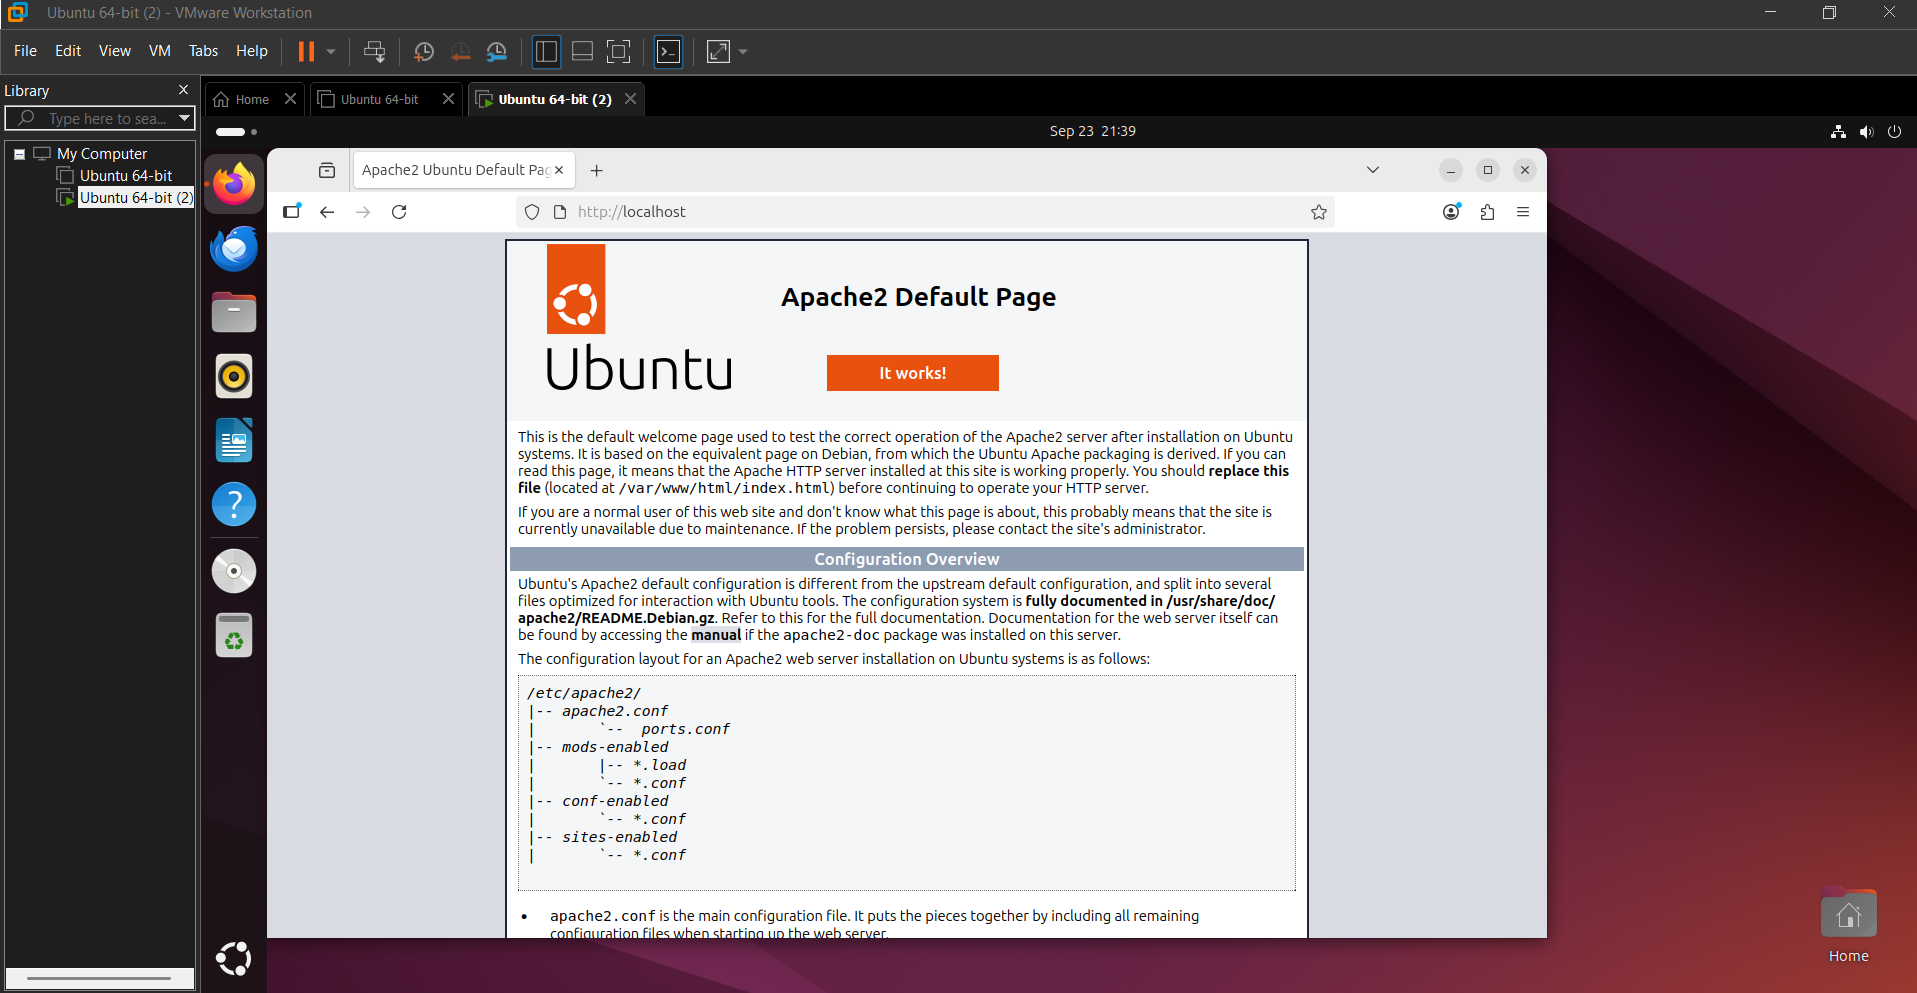 Ubuntu 64-bit (2) - VMware Workstation
File Edit View VM Tabs Help
Library
Type here to sea...
My Computer
Ubuntu 64-bit
Ubuntu 64-bit (2)
Home
Ubuntu 64-bit
Ubuntu 64-bit (2)
Sep 23 21:39
Apache2 Ubuntu Default Pag
http://localhost
Apache2 Default Page
Ubuntu
It works!
This is the default welcome page used to test the correct operation of the Apache2 server after installation on Ubuntu
systems. It is based on the equivalent page on Debian, from which the Ubuntu Apache packaging is derived. If you can
read this page, it means that the Apache HTTP server installed at this site is working properly. You should replace this
file (located at /var/www/html/index.html) before continuing to operate your HTTP server.
If you are a normal user of this web site and don't know what this page is about, this probably means that the site is
currently unavailable due to maintenance. If the problem persists, please contact the site's administrator.
Configuration Overview
Ubuntu's Apache2 default configuration is different from the upstream default configuration, and split into several
files optimized for interaction with Ubuntu tools. The configuration system is fully documented in /usr/share/doc/
apache2/README.Debian.gz. Refer to this for the full documentation. Documentation for the web server itself can
be found by accessing the manual if the apache2-doc package was installed on this server.
The configuration layout for an Apache2 web server installation on Ubuntu systems is as follows:
/etc/apache2/
|-- apache2.conf
|       `--  ports.conf
|-- mods-enabled
|       |-- *.load
|       `-- *.conf
|-- conf-enabled
|       `-- *.conf
|-- sites-enabled
|       `-- *.conf
• apache2.conf is the main configuration file. It puts the pieces together by including all remaining
configuration files when starting up the web server.
Home